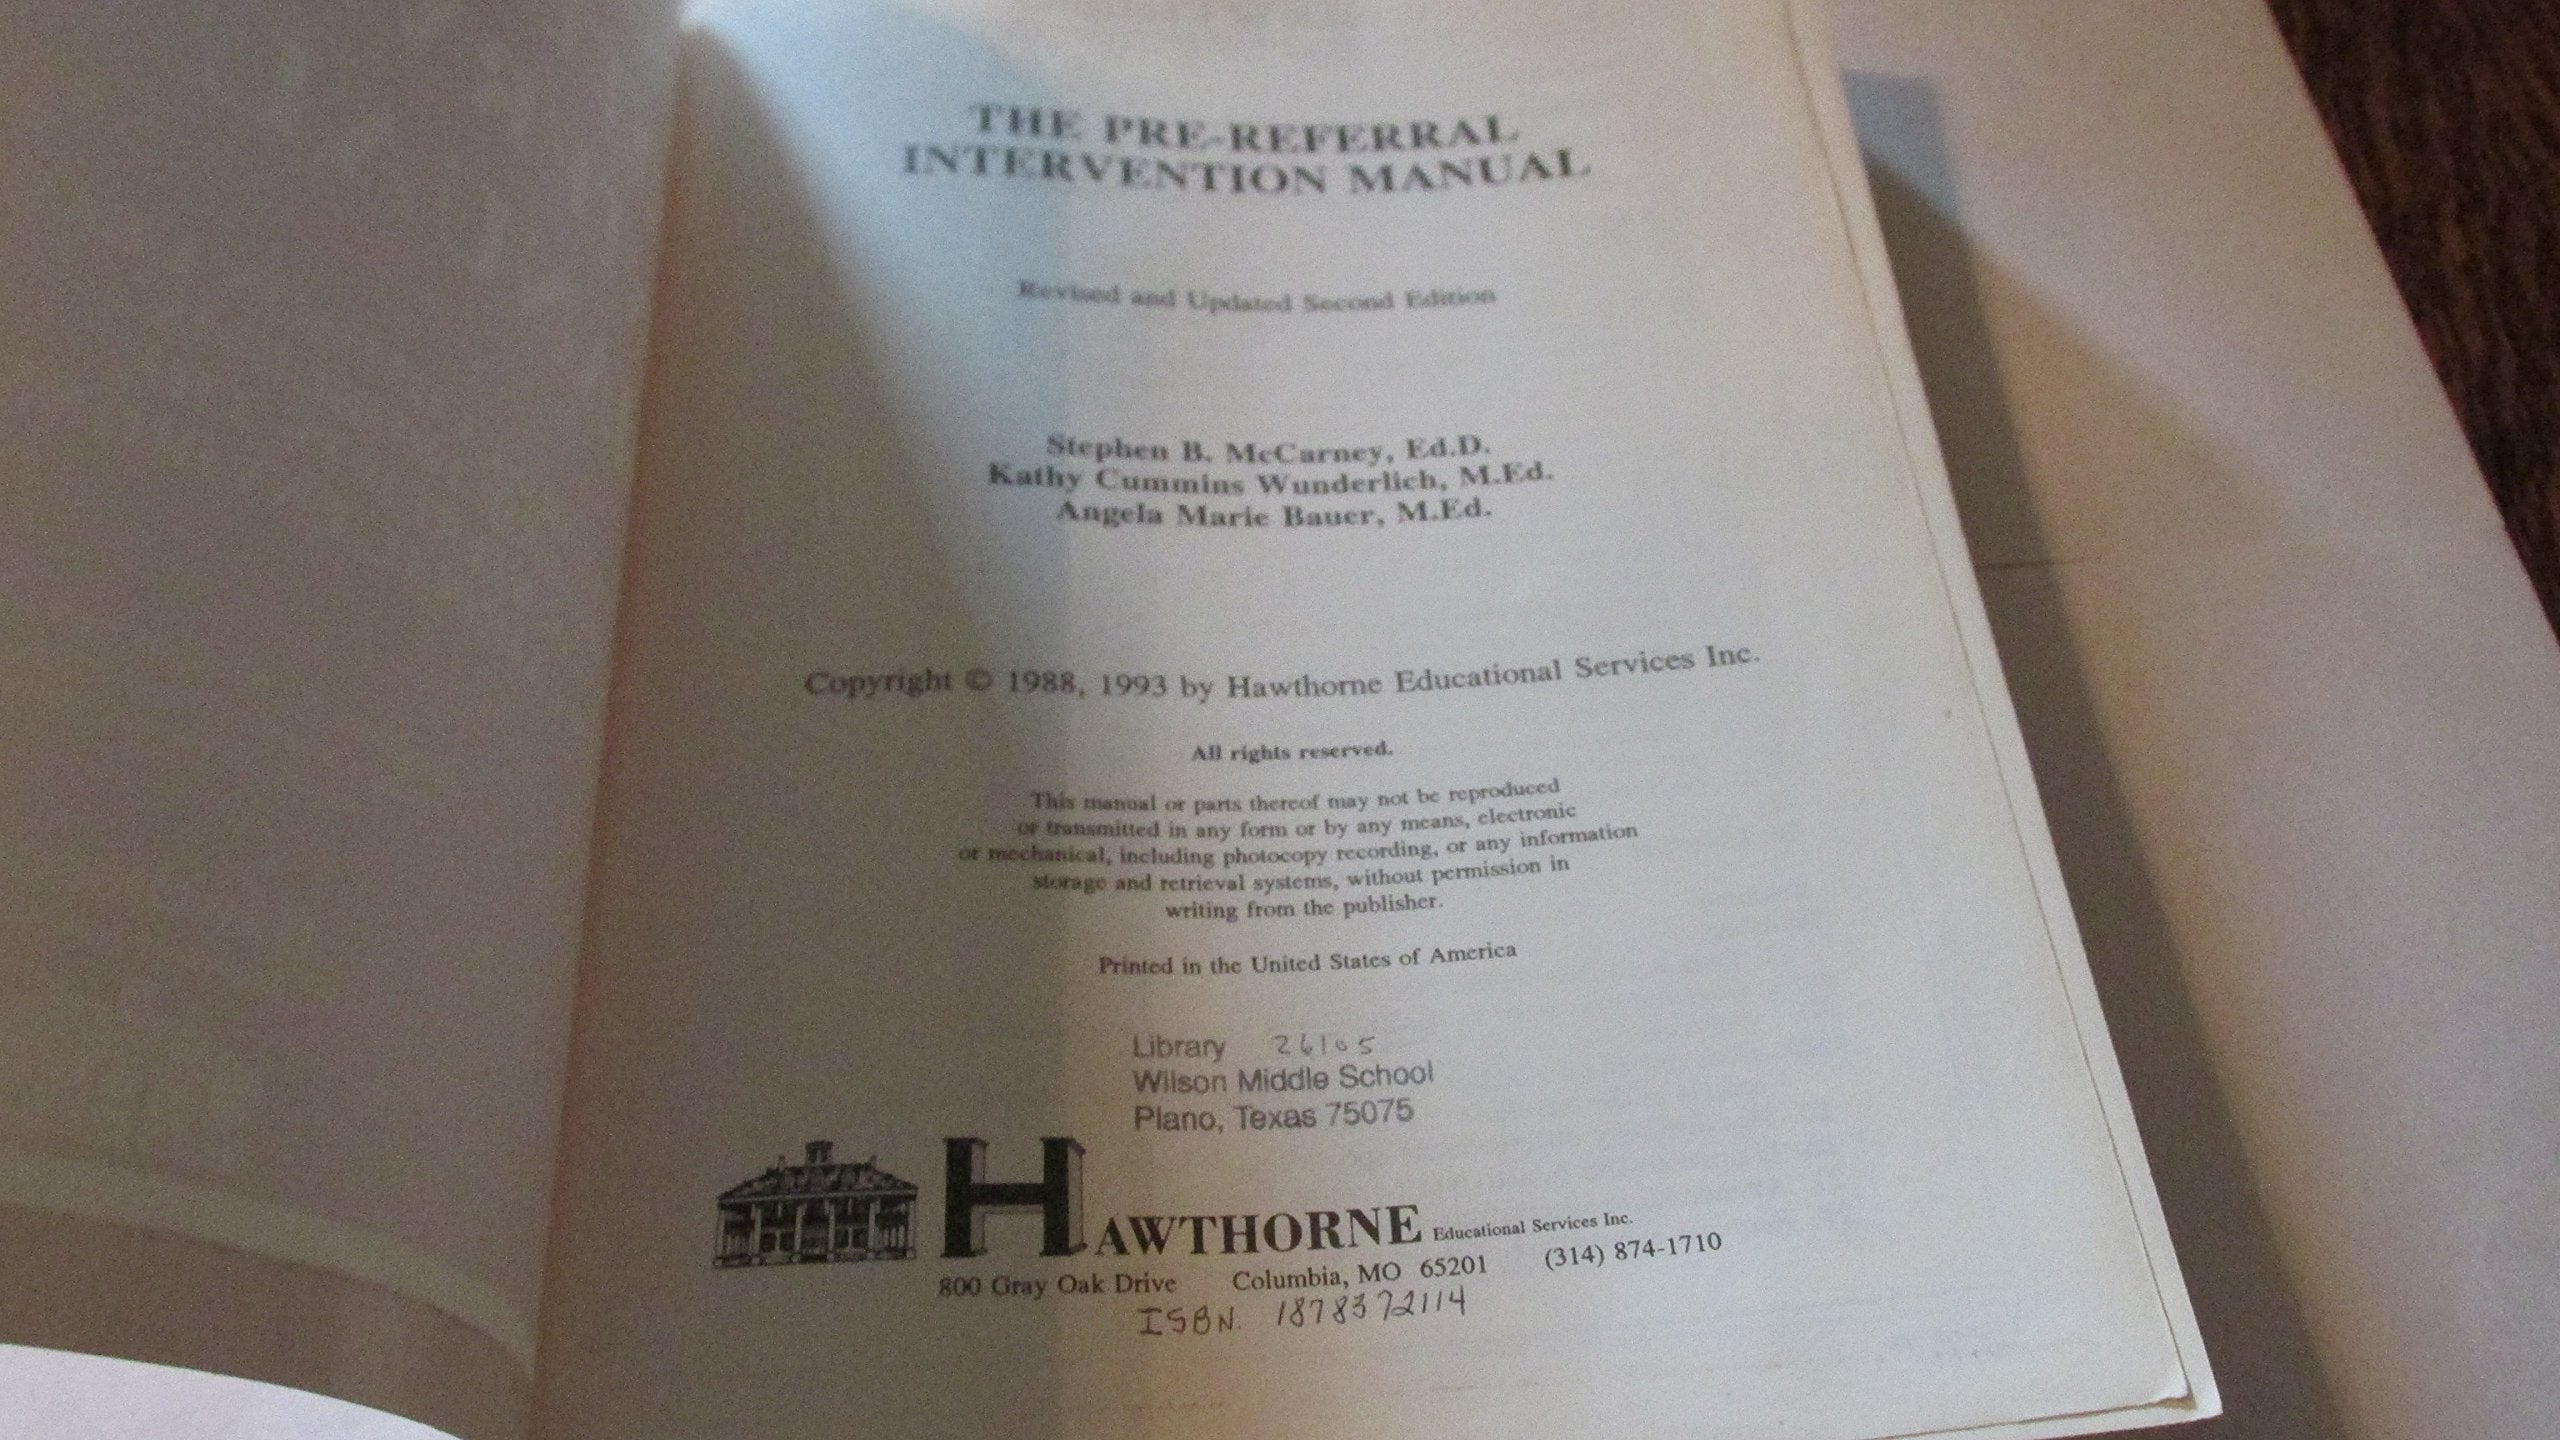 THE PRE-REFERRAL
INTERVENTION MANUAL
Revised and Updated Second Edition
Stephen B. McCarney, Ed.D.
Kathy Cummins Wunderlich, M.Ed.
Angela Marie Bauer, M.Ed.
Copyright © 1988, 1993 by Hawthorne Educational Services Inc.
All rights reserved.
This manual or parts thereof may not be reproduced
or transmitted in any form or by any means, electronic
or mechanical, including photocopy recording, or any information
storage and retrieval systems, without permission in
writing from the publisher.
Printed in the United States of America
Library 26105
Wilson Middle School
Plano, Texas 75075
HAWTHORNE Educational Services Inc.
800 Gray Oak Drive Columbia, MO 65201 (314) 874-1710
ISBN. 1878372114